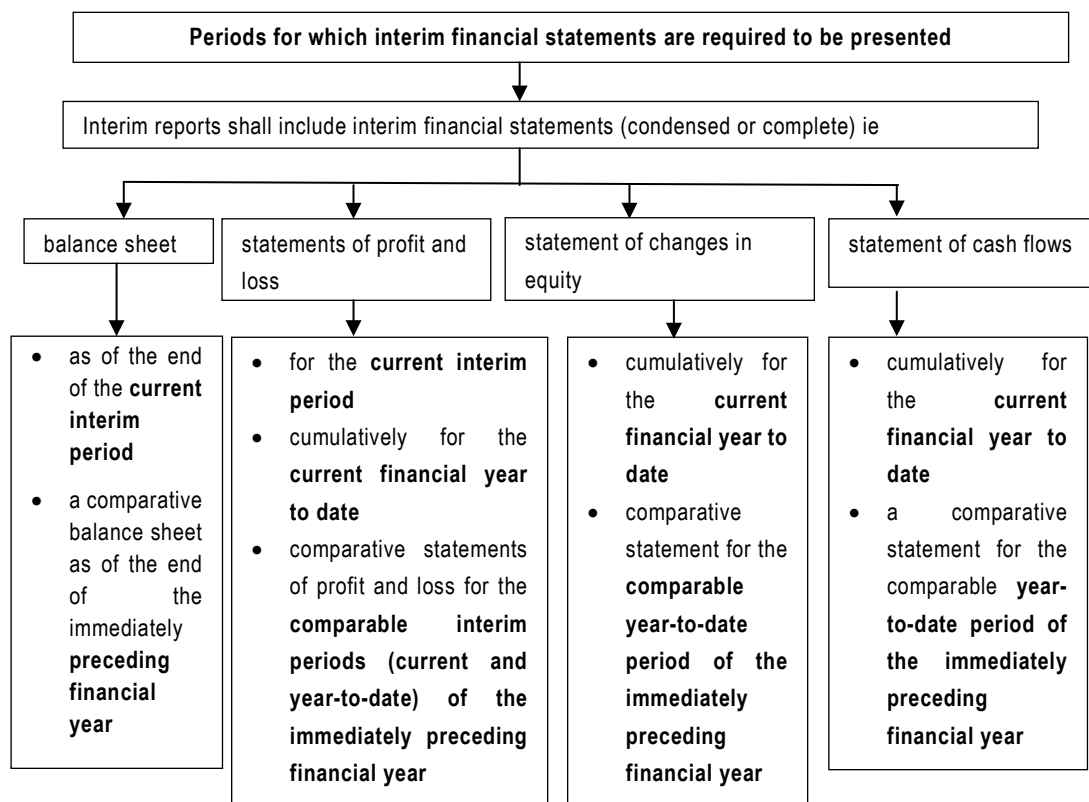 Periods for which interim financial statements are required to be presented
Interim reports shall include interim financial statements (condensed or complete) ie
balance sheet
statements of profit and
loss
statement of changes in
equity
statement of cash flows
• as of the end
of the current
interim
period
• a comparative
balance sheet
as of the end
of the
immediately
preceding
financial
year
• for the current interim
period
• cumulatively for the
current financial year
to date
• comparative statements
of profit and loss for the
comparable interim
periods (current and
year-to-date) of the
immediately preceding
financial year
• cumulatively for
the current
financial year to
date
• comparative
statement for the
comparable
year-to-date
period of the
immediately
preceding
financial year
• cumulatively for
the current
financial year to
date
• a comparative
statement for the
comparable year-
to-date period of
the immediately
preceding
financial year